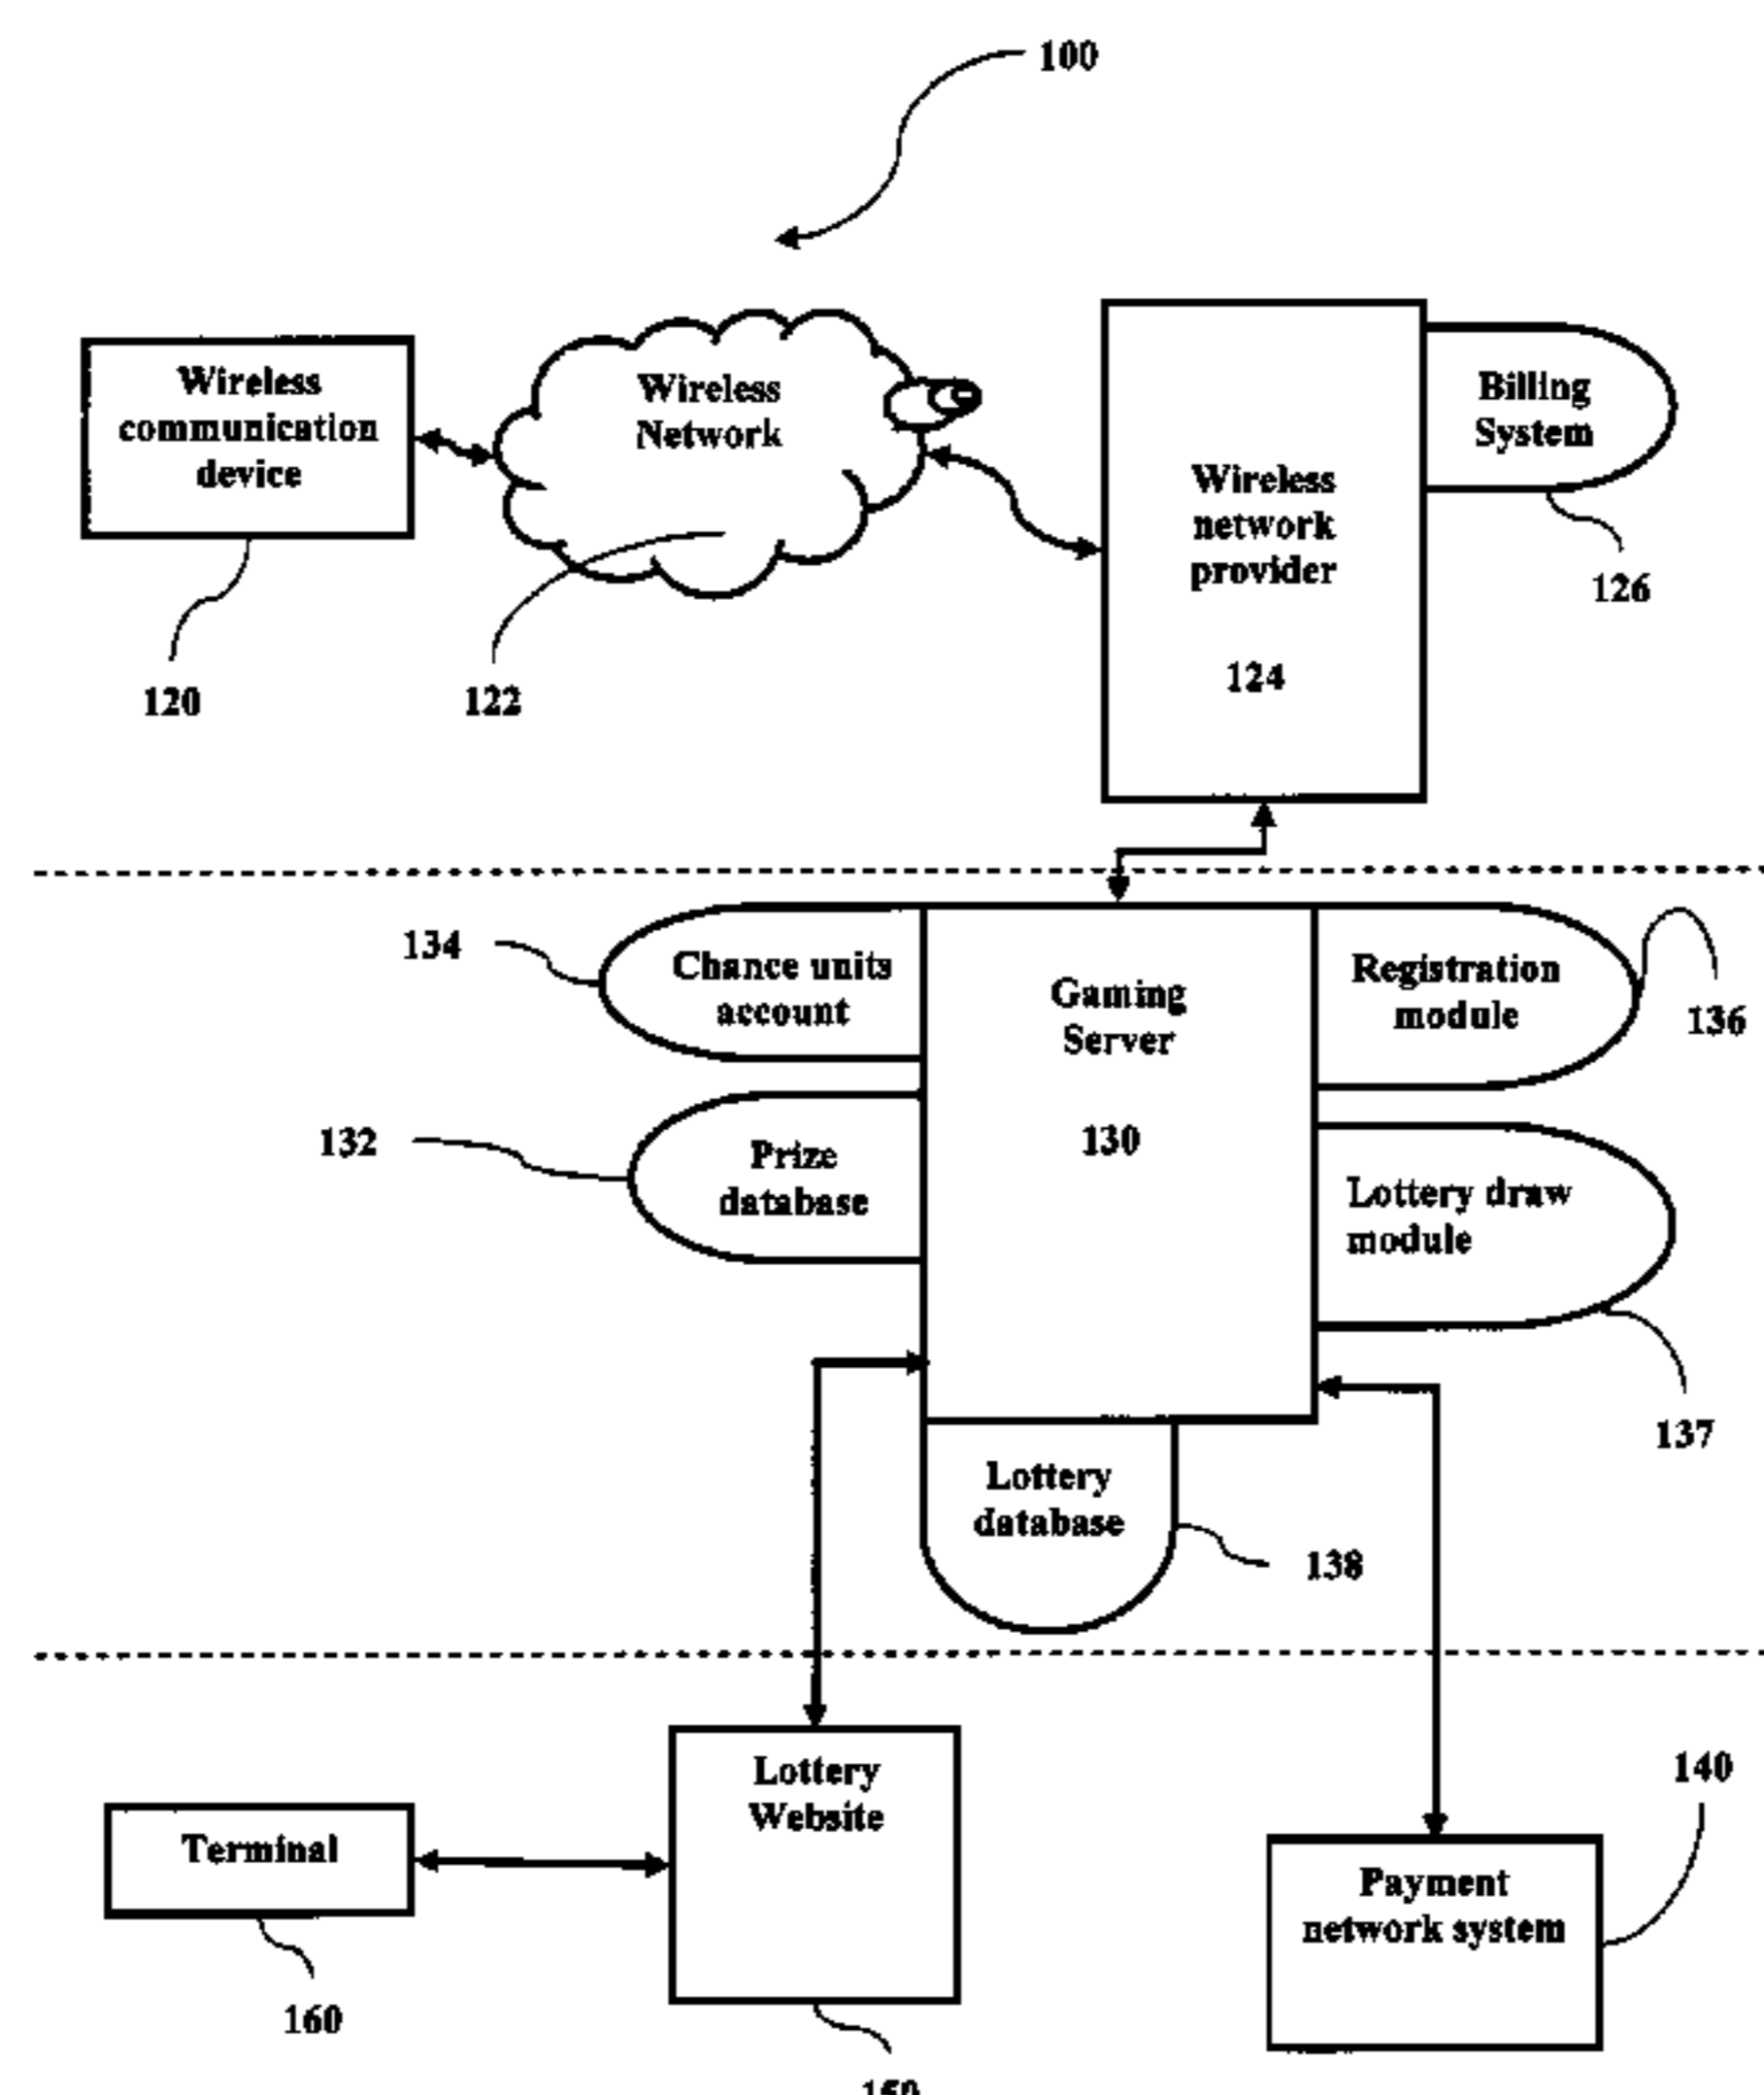 100
Wireless
communication
device
Wireless
Network
Billing
System
Wireless
network
provider
126
124
120
122
134
Chance units
account
Gaming
Server
Registration
module
136
132
Prize
database
130
Lottery draw
module
137
Lottery
database
138
Lottery
Website
140
Terminal
Payment
network system
160